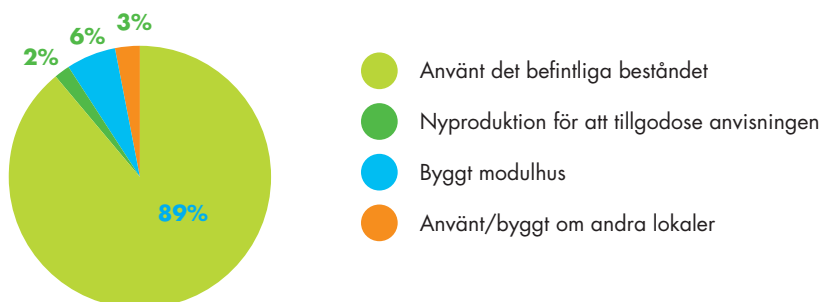 3%
6%
2%
89%
Använt det befintliga beståndet
Nyproduktion för att tillgodose anvisningen
Byggt modulhus
Använt/byggt om andra lokaler